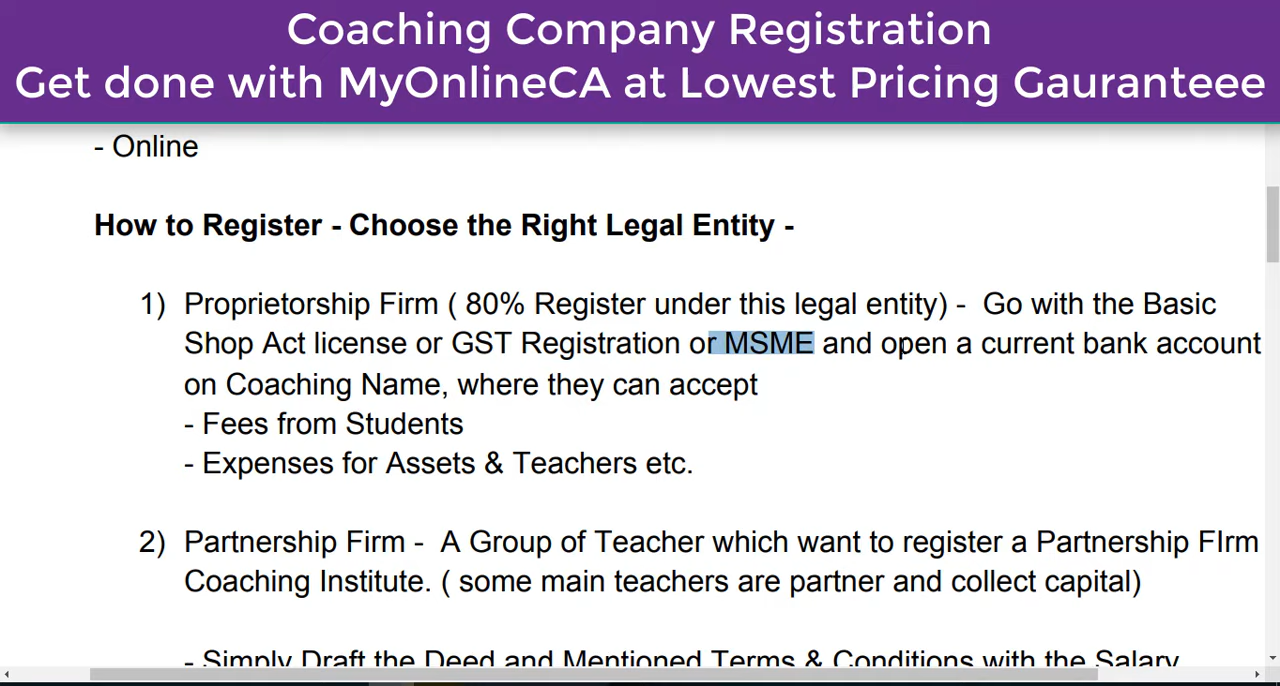 Coaching Company Registration
Get done with MyOnlineCA at Lowest Pricing Gauranteee
- Online
How to Register - Choose the Right Legal Entity -
1) Proprietorship Firm ( 80% Register under this legal entity) - Go with the Basic
Shop Act license or GST Registration or MSME and open a current bank account
on Coaching Name, where they can accept
- Fees from Students
- Expenses for Assets & Teachers etc.
2) Partnership Firm - A Group of Teacher which want to register a Partnership FIrm
Coaching Institute. ( some main teachers are partner and collect capital)
- Simply Draft the Deed and Mentioned Terms & Conditions with the Salary